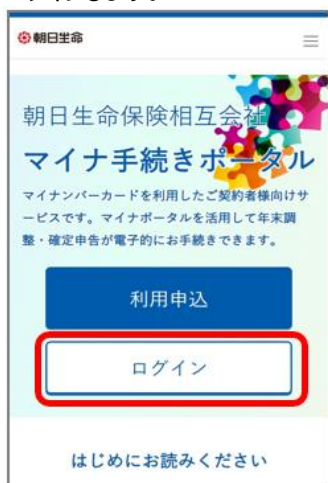 朝日生命
朝日生命保険相互会社
マイナ手続きポータル
マイナンバーカードを利用したご契約者様向けサ
ービスです。マイナポータルを活用して年末調
整・確定申告が電子的にお手続きできます。
利用申込
ログイン
はじめにお読みください